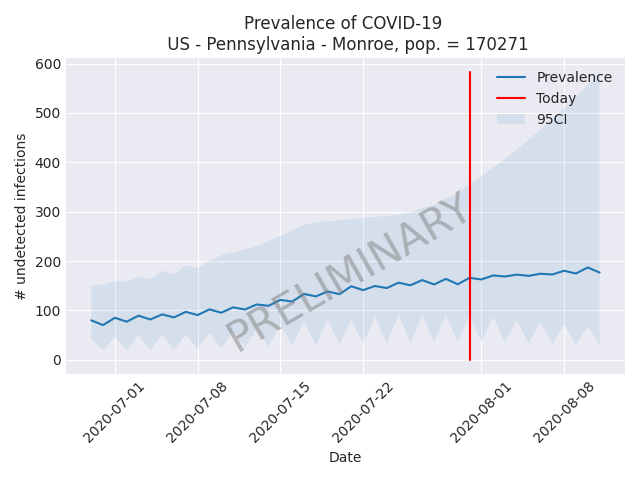 Prevalence of COVID-19
US - Pennsylvania - Monroe, pop. = 170271
# undetected infections
600
500
400
300
200
100
0
Prevalence
Today
95CI
PRELIMINARY
2020-07-01
2020-07-08
2020-07-15
2020-07-22
2020-08-01
2020-08-08
Date